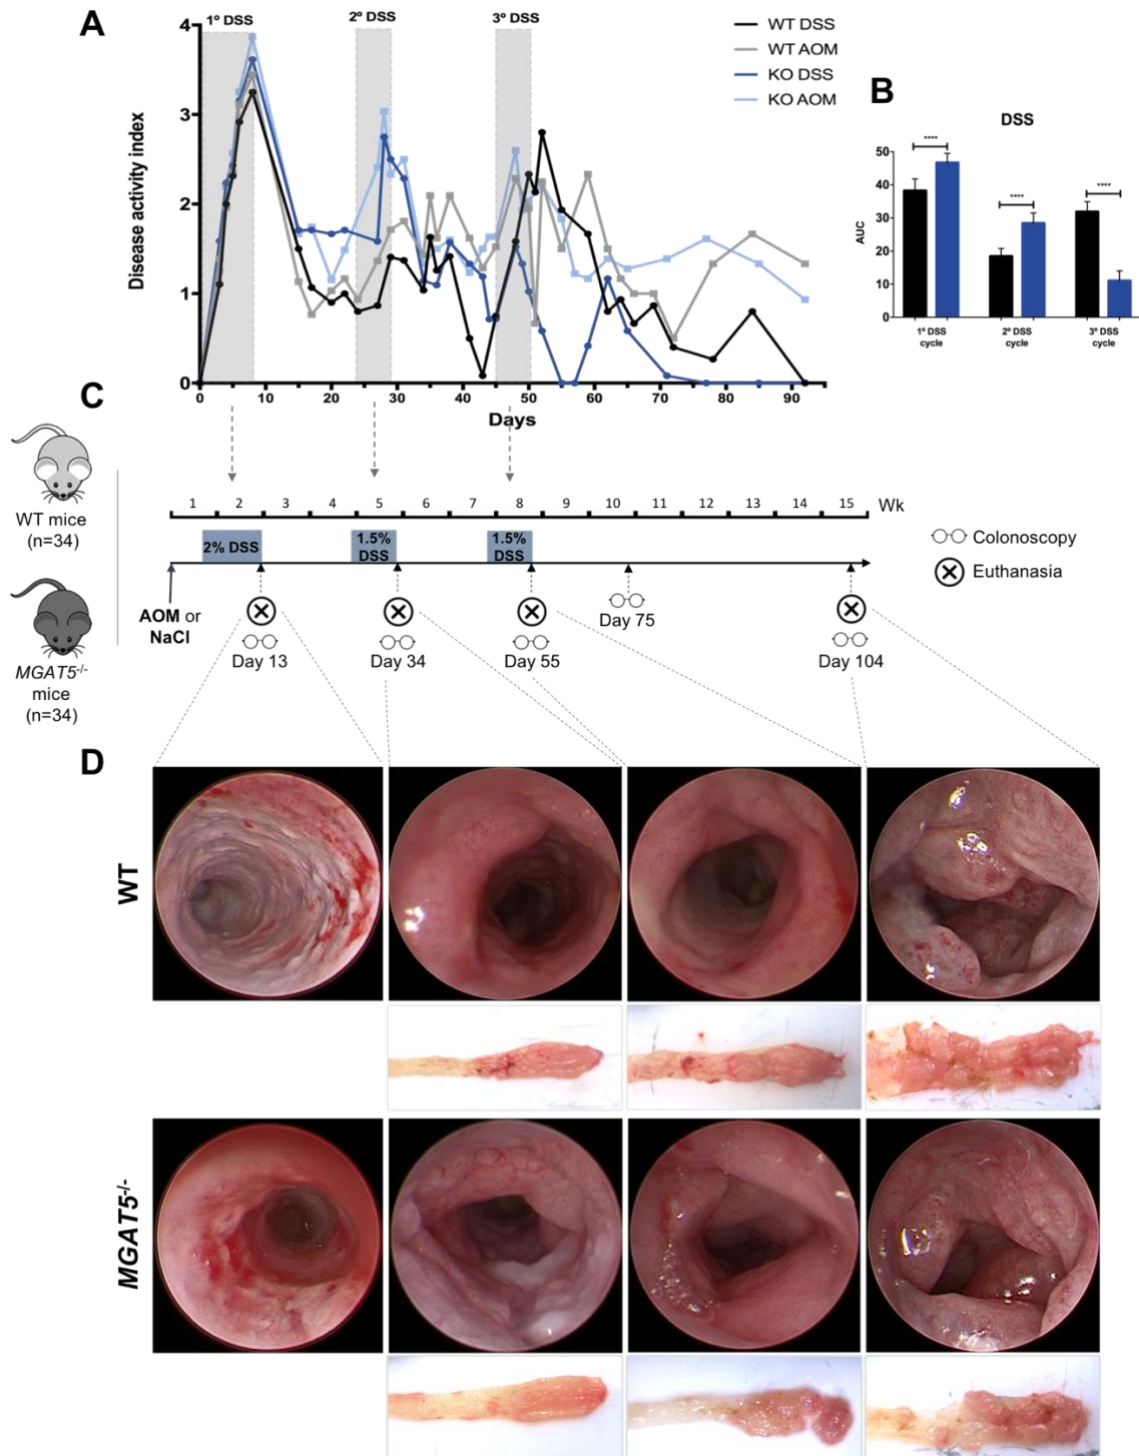 A
1º DSS
2º DSS
3º DSS
WT DSS
WT AOM
KO DSS
KO AOM
Disease activity index
4
3
2
1
0
0 10 20 30 40 50 60 70 80 90
Days
B
DSS
AUC
50
40
30
20
10
0
**** **** ****
1º DSS cycle
2º DSS cycle
3º DSS cycle
C
WT mice
(n=34)
MGAT5-/-
mice
(n=34)
1 2 3 4 5 6 7 8 9 10 11 12 13 14 15 Wk
2% DSS
1.5% DSS
1.5% DSS
AOM or
NaCl
Day 13
Day 34
Day 55
Day 75
Day 104
Colonoscopy
Euthanasia
D
WT
MGAT5-/-